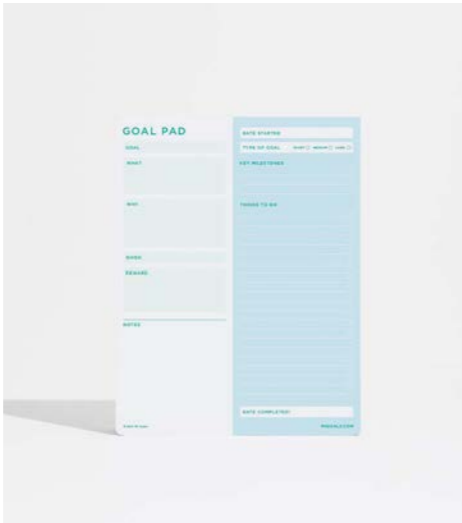 GOAL PAD
GOAL
WHAT?
WHY?
WHEN
REWARD
NOTES
DATE STARTED
TYPE OF GOAL SHORT MEDIUM LONG
KEY MILESTONES
THINGS TO DO
DATE COMPLETED